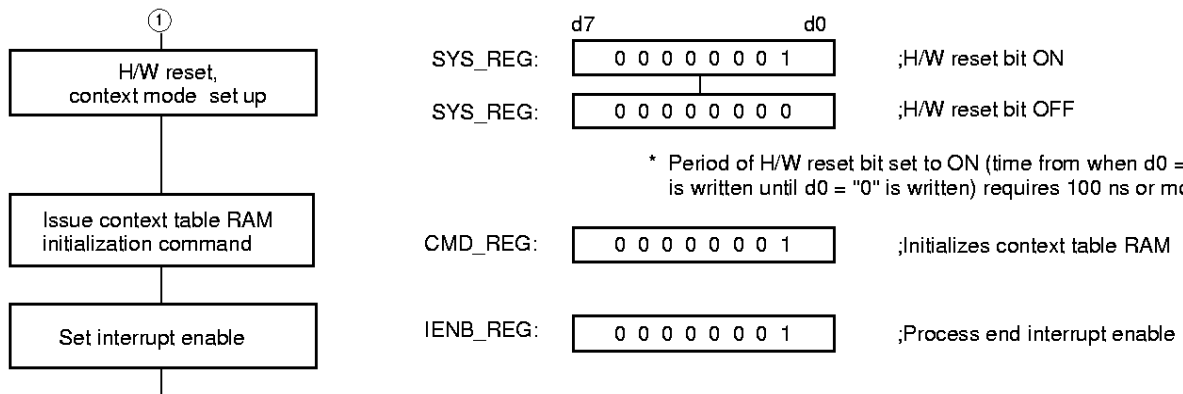 1
d7 d0
H/W reset,
context mode set up
SYS_REG: 0 0 0 0 0 0 0 1 ;H/W reset bit ON
SYS_REG: 0 0 0 0 0 0 0 0 ;H/W reset bit OFF
* Period of H/W reset bit set to ON (time from when d0 =
is written until d0 = "0" is written) requires 100 ns or
Issue context table RAM
initialization command
CMD_REG: 0 0 0 0 0 0 0 1 ;Initializes context table RAM
Set interrupt enable
IENB_REG: 0 0 0 0 0 0 0 1 ;Process end interrupt enable